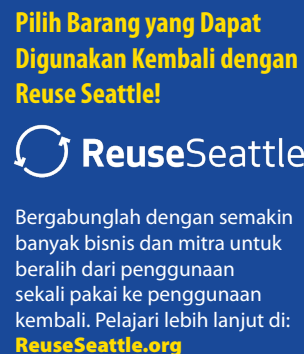 Pilih Barang yang Dapat
Digunakan Kembali dengan
Reuse Seattle!
ReuseSeattle
Bergabunglah dengan semakin
banyak bisnis dan mitra untuk
beralih dari penggunaan
sekali pakai ke penggunaan
kembali. Pelajari lebih lanjut di:
ReuseSeattle.org